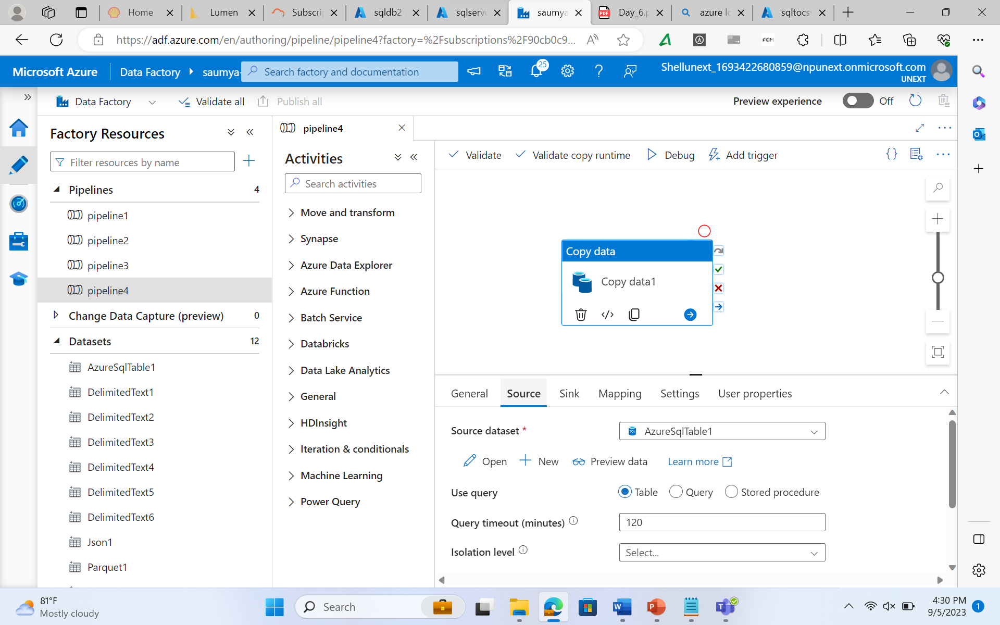 Home
Lumen
Subscri
sqldb2
sqlserve
saumya
Day_6.p
azure lo
sqltocsv
https://adf.azure.com/en/authoring/pipeline/pipeline4?factory=%2Fsubscriptions%2F90cb0c9...
FCM
Microsoft Azure
Data Factory
saumya-
Search factory and documentation
25
Shellunext_1693422680859@npunext.onmicrosoft.com
UNEXT
Data Factory
Validate all
Publish all
Preview experience
Off
Factory Resources
Filter resources by name
Pipelines 4
pipeline1
pipeline2
pipeline3
pipeline4
Change Data Capture (preview) 0
Datasets 12
AzureSqlTable1
DelimitedText1
DelimitedText2
DelimitedText3
DelimitedText4
DelimitedText5
DelimitedText6
Json1
Parquet1
pipeline4
Activities
Search activities
Move and transform
Synapse
Azure Data Explorer
Azure Function
Batch Service
Databricks
Data Lake Analytics
General
HDInsight
Iteration & conditionals
Machine Learning
Power Query
Validate
Validate copy runtime
Debug
Add trigger
Copy data
Copy data1
General
Source
Sink
Mapping
Settings
User properties
Source dataset *
AzureSqlTable1
Open
New
Preview data
Learn more
Use query
Table
Query
Stored procedure
Query timeout (minutes)
120
Isolation level
Select...
81°F
Mostly cloudy
Search
4:30 PM
9/5/2023
1